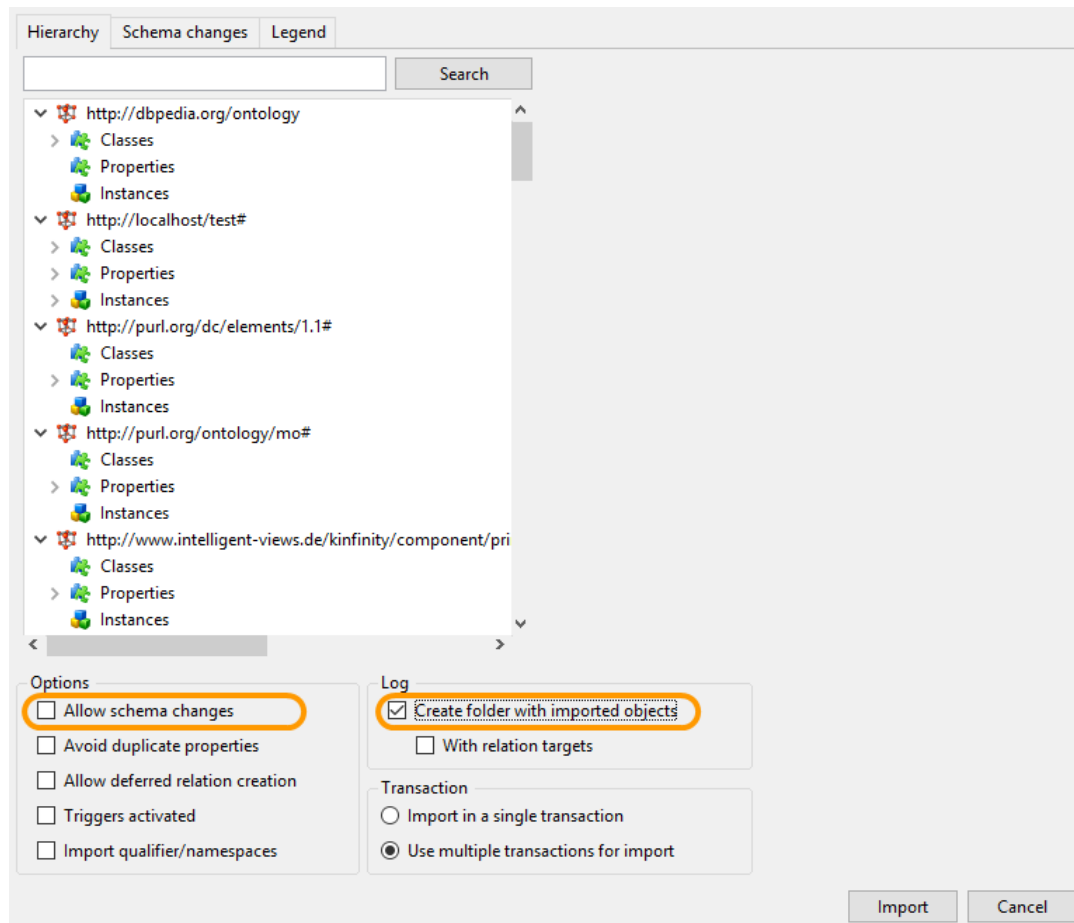 Hierarchy Schema changes Legend
Search
http://dbpedia.org/ontology
Classes
Properties
Instances
http://localhost/test#
Classes
Properties
Instances
http://purl.org/dc/elements/1.1#
Classes
Properties
Instances
http://purl.org/ontology/mo#
Classes
Properties
Instances
http://www.intelligent-views.de/kinfinity/component/pri
Classes
Properties
Instances
Options
Allow schema changes
Avoid duplicate properties
Allow deferred relation creation
Triggers activated
Import qualifier/namespaces
Log
Create folder with imported objects
With relation targets
Transaction
Import in a single transaction
Use multiple transactions for import
Import Cancel